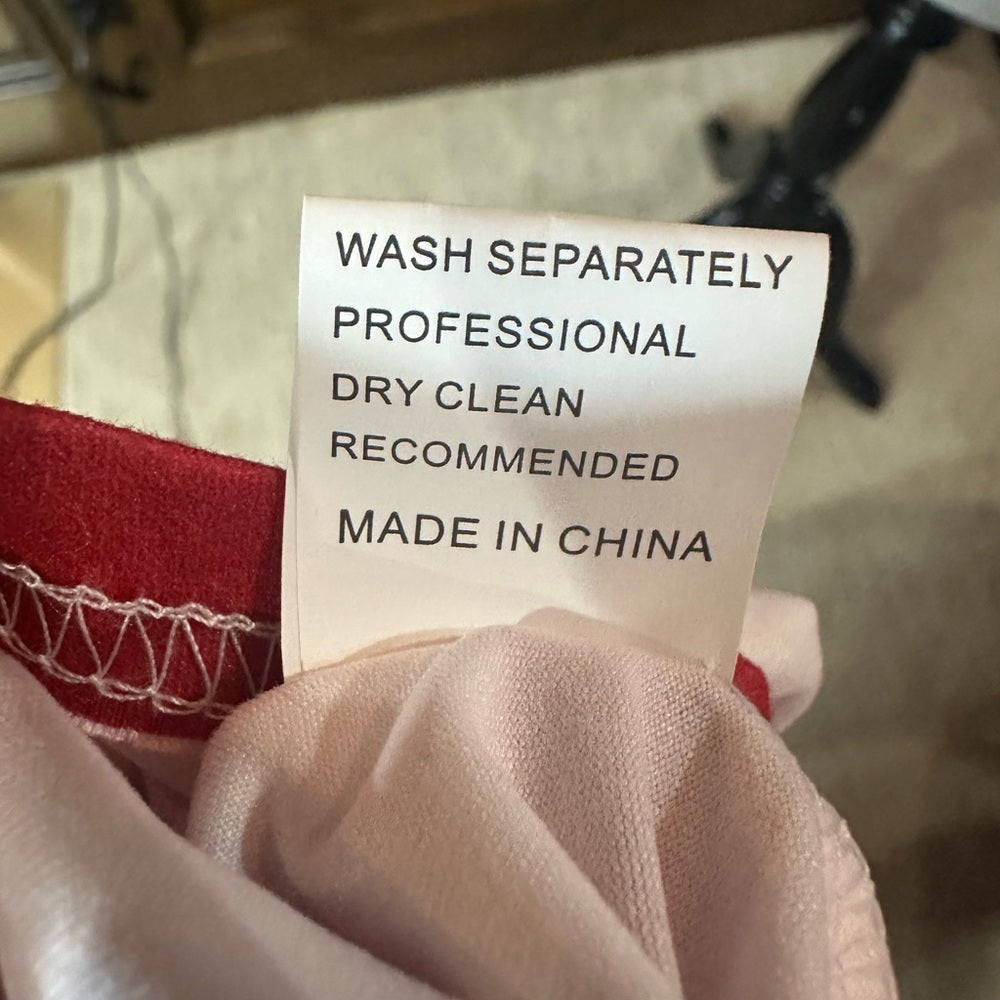 WASH SEPARATELY
PROFESSIONAL
DRY CLEAN
RECOMMENDED
MADE IN CHINA